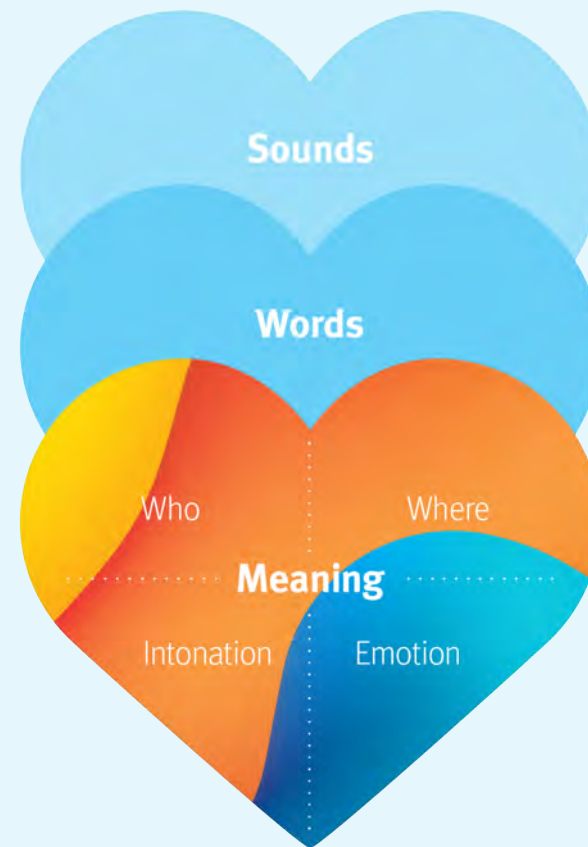 Sounds
Words
Who Where
Meaning
Intonation Emotion